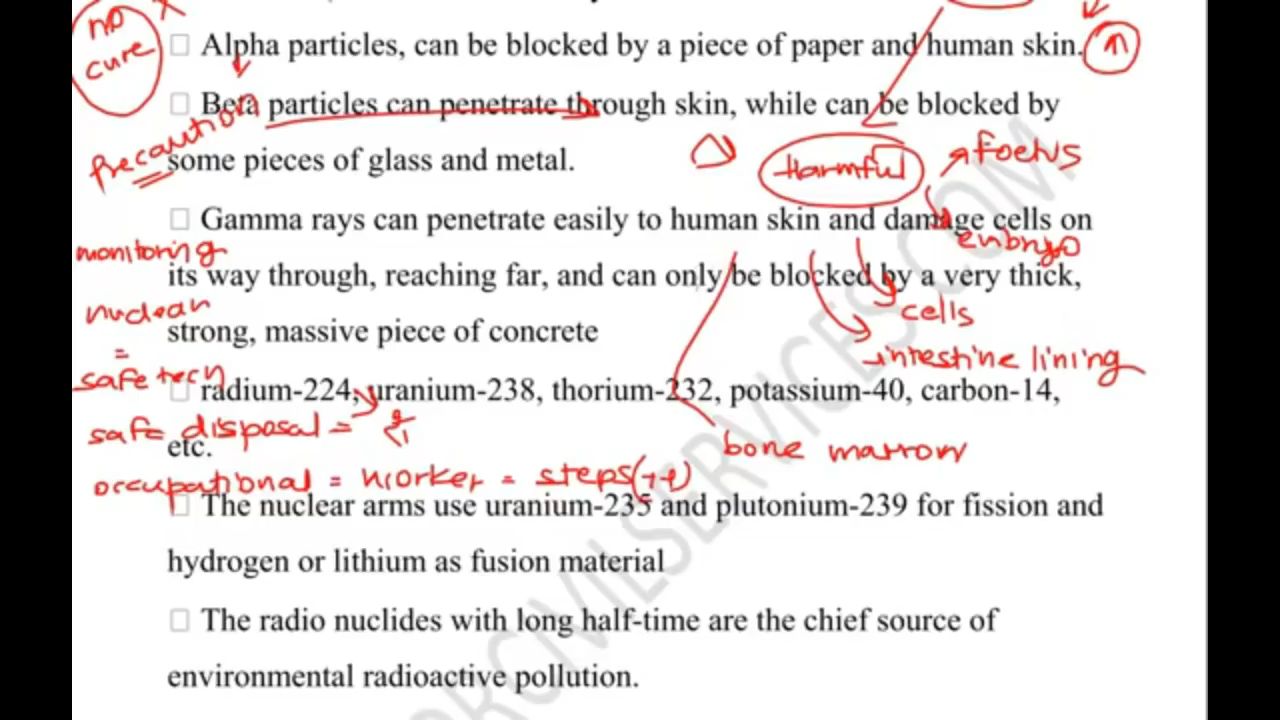 no
cure
Alpha particles, can be blocked by a piece of paper and human skin.
Beta particles can penetrate through skin, while can be blocked by
precaution
some pieces of glass and metal.
Harmful
foetus
Gamma rays can penetrate easily to human skin and damage cells on
embryo
monitoring
its way through, reaching far, and can only be blocked by a very thick,
cells
nuclear
strong, massive piece of concrete
intestine lining
safe tech
radium-224, uranium-238, thorium-232, potassium-40, carbon-14,
safe disposal =
etc.
bone marrow
occupational = worker = steps
The nuclear arms use uranium-235 and plutonium-239 for fission and
hydrogen or lithium as fusion material
The radio nuclides with long half-time are the chief source of
environmental radioactive pollution.